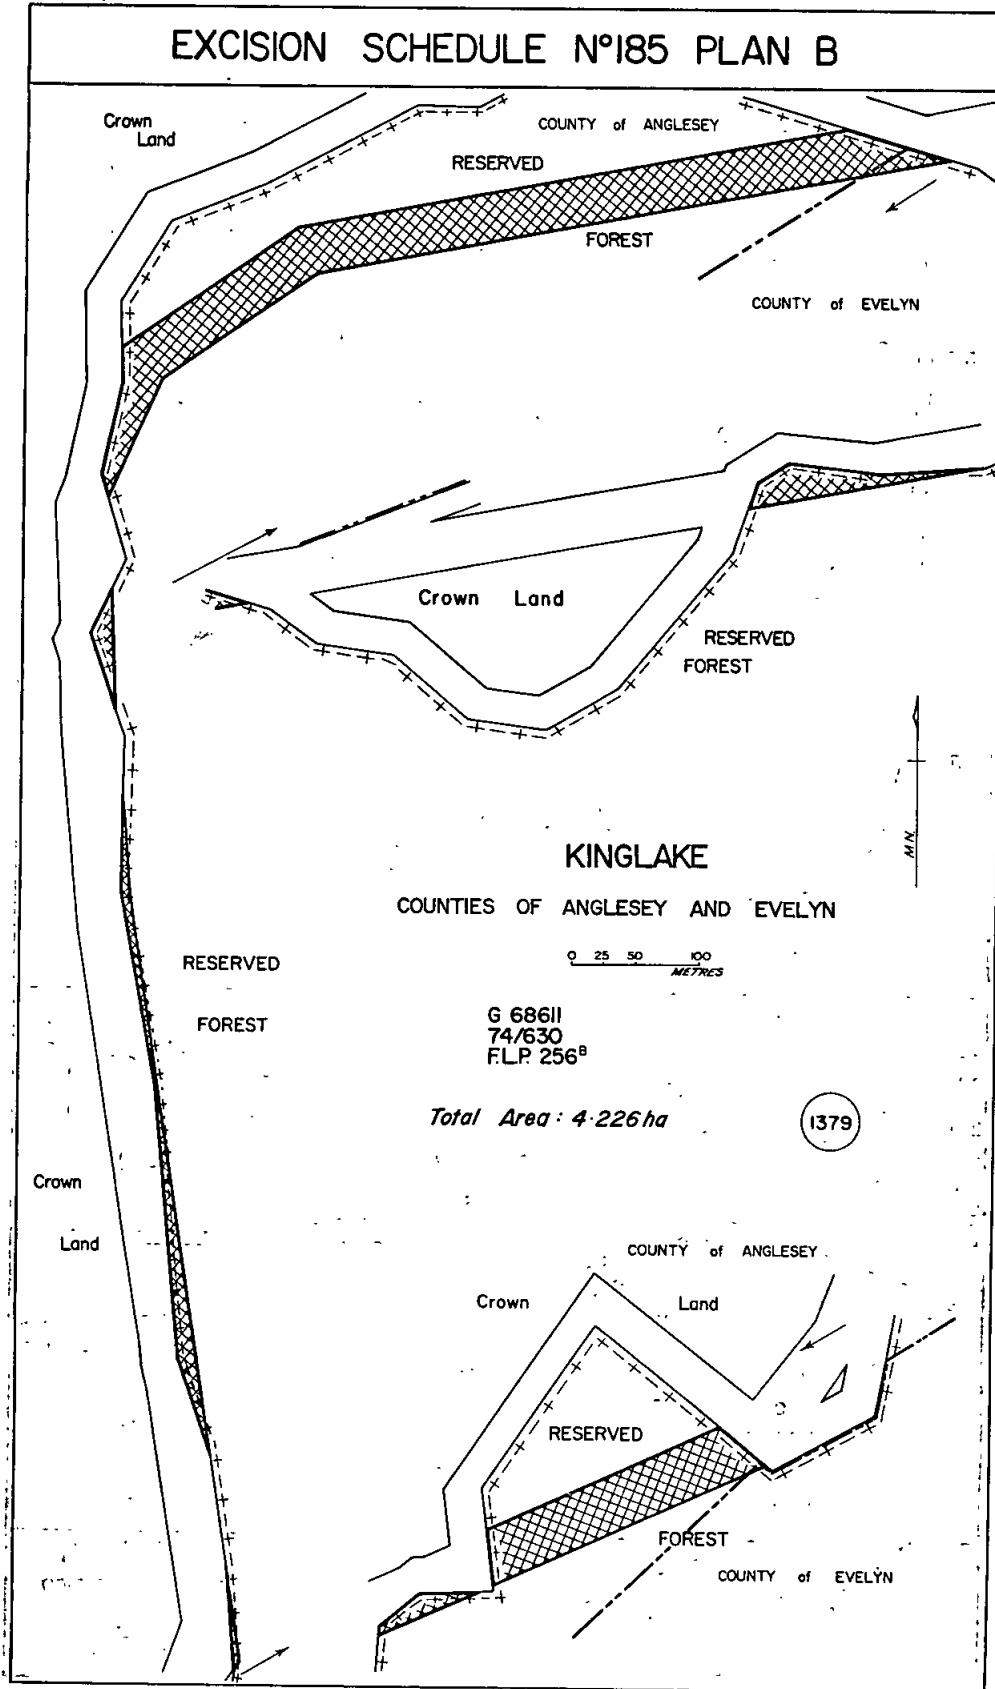 EXCISION SCHEDULE Nº185 PLAN B
Crown
Land
COUNTY of ANGLESEY
RESERVED
FOREST
COUNTY of EVELYN
Crown Land
RESERVED
FOREST
M.N.
KINGLAKE
COUNTIES OF ANGLESEY AND EVELYN
0 25 50 100
METRES
RESERVED
FOREST
G 68611
74/630
F.L.P. 256ᴮ
Total Area : 4·226 ha
1379
Crown
Land
COUNTY of ANGLESEY
Crown Land
RESERVED
FOREST
COUNTY of EVELYN